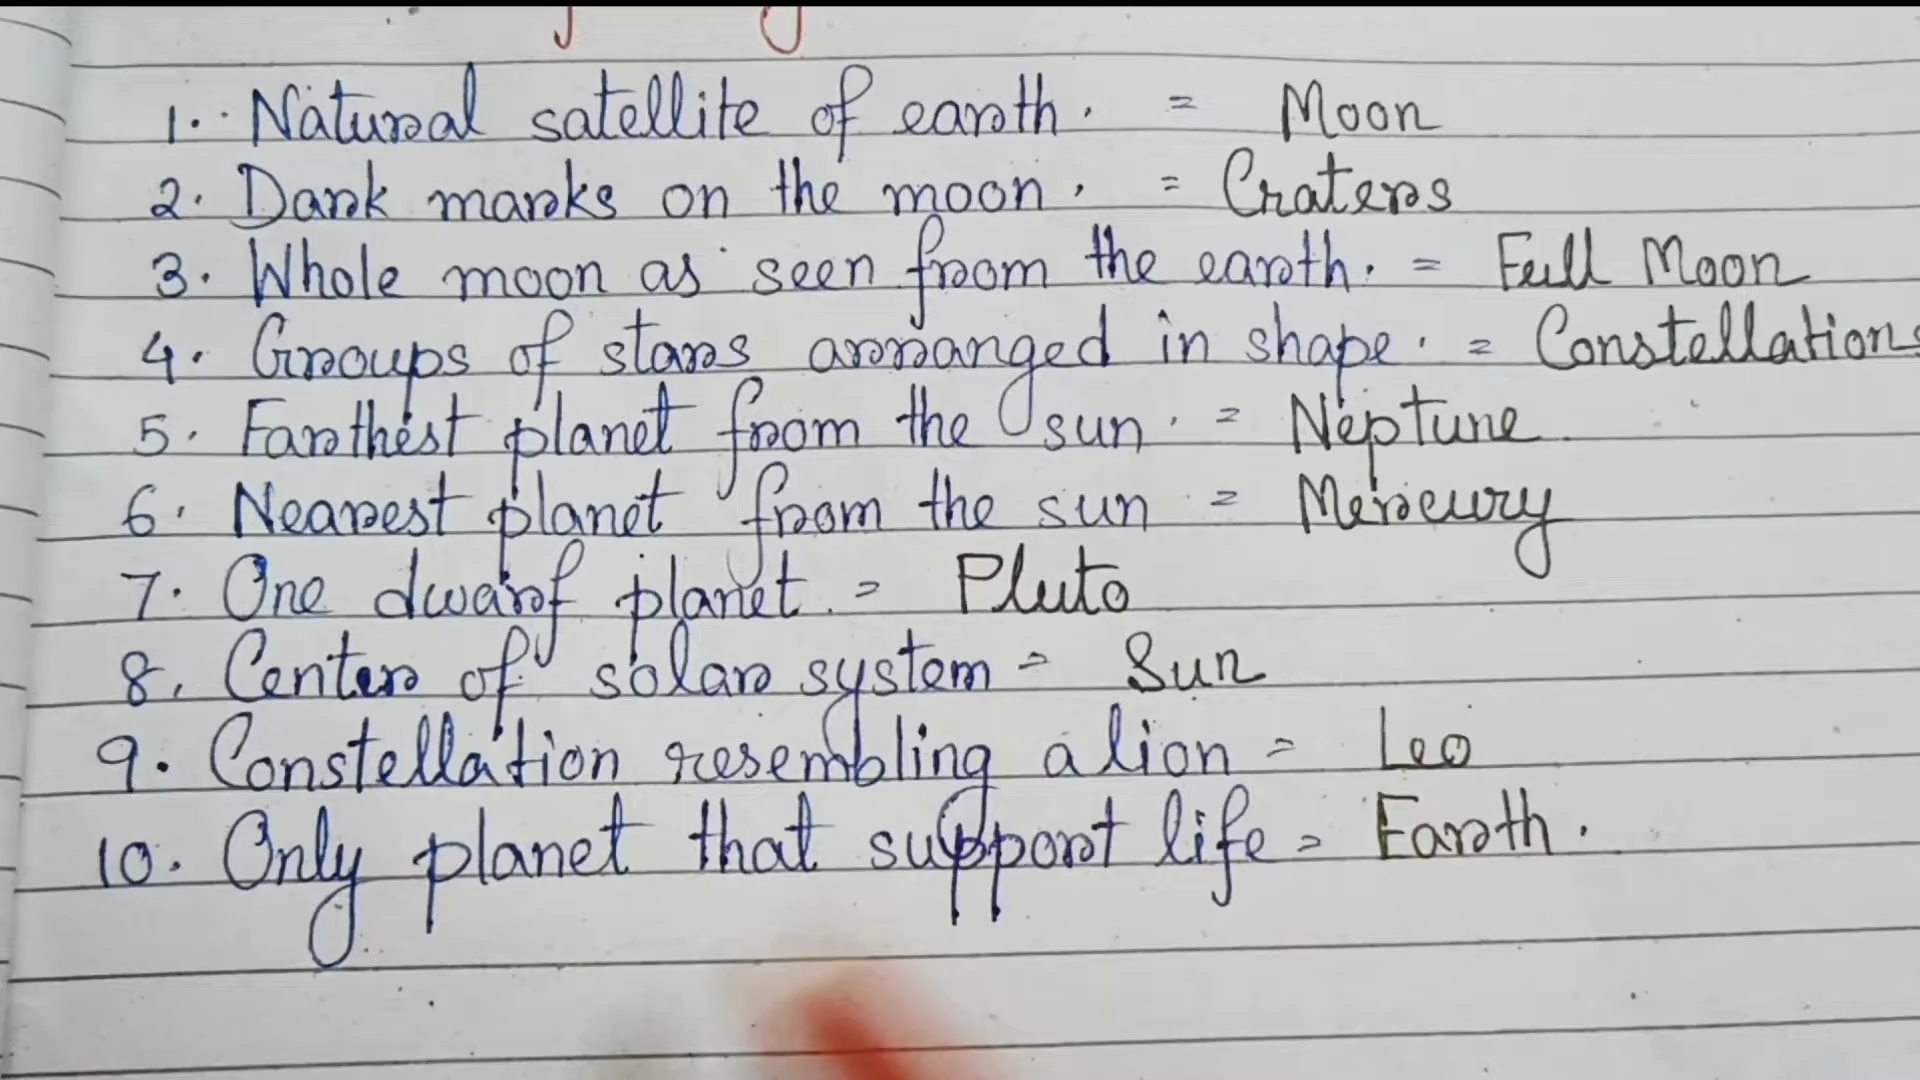 1. Natural satellite of earth. = Moon
2. Dark marks on the moon. = Craters
3. Whole moon as seen from the earth. = Full Moon
4. Groups of stars arranged in shape. = Constellations
5. Farthest planet from the sun. = Neptune
6. Nearest planet from the sun = Mercury
7. One dwarf planet. = Pluto
8. Center of solar system = Sun
9. Constellation resembling a lion = Leo
10. Only planet that support life = Earth.